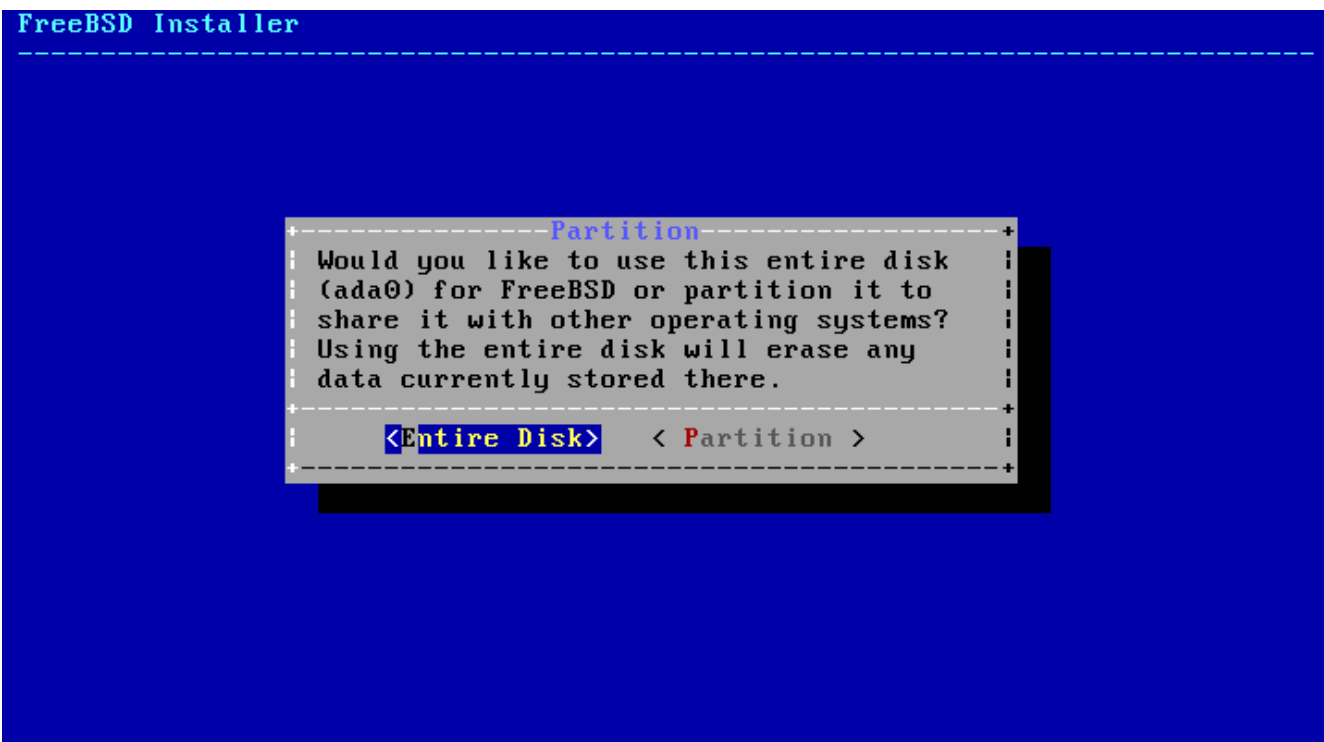 FreeBSD Installer
Partition
Would you like to use this entire disk
(ada0) for FreeBSD or partition it to
share it with other operating systems?
Using the entire disk will erase any
data currently stored there.
<Entire Disk> < Partition >